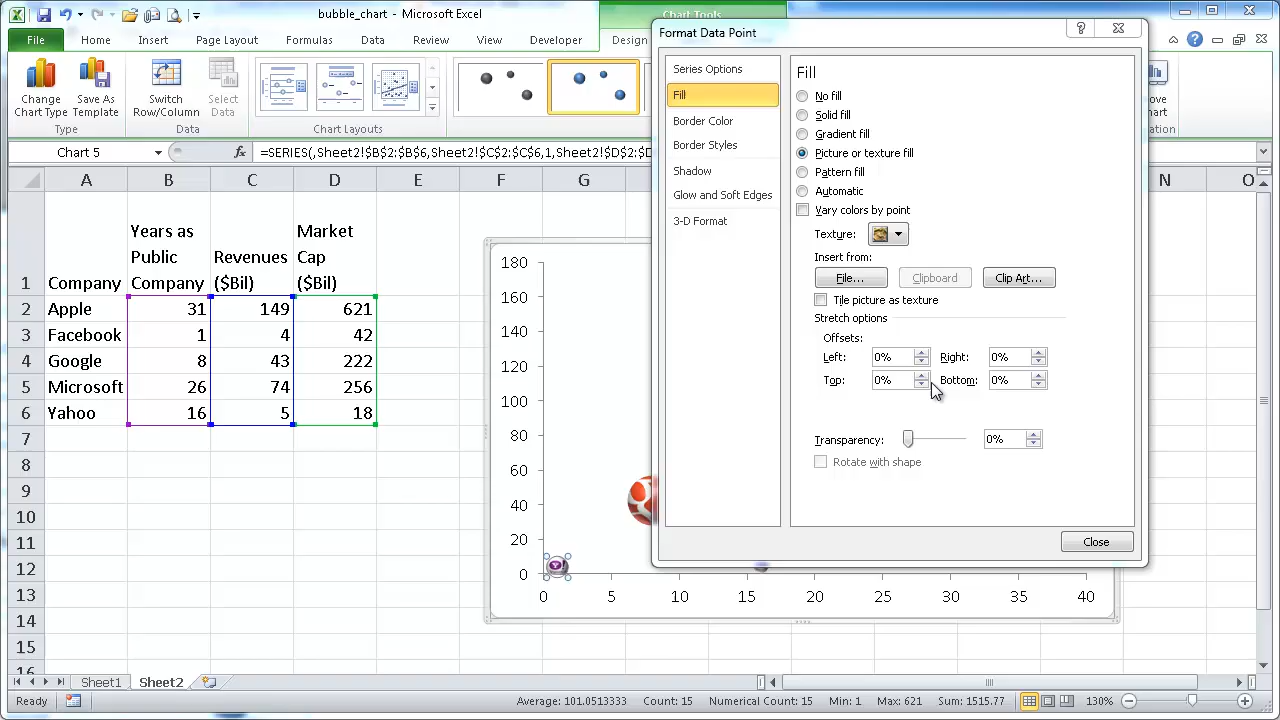 bubble_chart - Microsoft Excel
Chart Tools
File Home Insert Page Layout Formulas Data Review View Developer Design
Change Chart Type
Save As Template
Switch Row/Column
Select Data
Type
Data
Chart Layouts
Chart 5
fx
=SERIES(,Sheet2!$B$2:$B$6,Sheet2!$C$2:$C$6,1,Sheet2!$D$2:$D
A B C D E F G N O
1 Company Years as Public Company Revenues ($Bil) Market Cap ($Bil)
2 Apple 31 149 621
3 Facebook 1 4 42
4 Google 8 43 222
5 Microsoft 26 74 256
6 Yahoo 16 5 18
7
8
9
10
11
12
13
14
15
16
180
160
140
120
100
80
60
40
20
0
0 5 10 15 20 25 30 35 40
Format Data Point
Series Options
Fill
Border Color
Border Styles
Shadow
Glow and Soft Edges
3-D Format
Fill
No fill
Solid fill
Gradient fill
Picture or texture fill
Pattern fill
Automatic
Vary colors by point
Texture:
Insert from:
File... Clipboard Clip Art...
Tile picture as texture
Stretch options
Offsets:
Left: 0% Right: 0%
Top: 0% Bottom: 0%
Transparency: 0%
Rotate with shape
Close
Sheet1 Sheet2
Ready Average: 101.0513333 Count: 15 Numerical Count: 15 Min: 1 Max: 621 Sum: 1515.77 130%